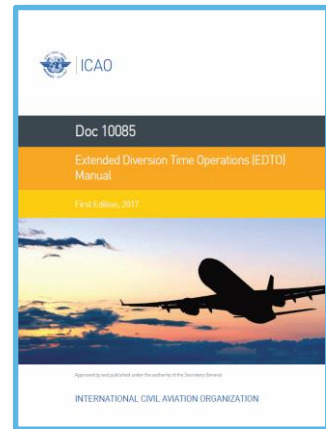 ICAO
Doc 10085
Extended Diversion Time Operations (EDTO)
Manual
First Edition, 2017
Approved by and published under the authority of the Secretary General
INTERNATIONAL CIVIL AVIATION ORGANIZATION